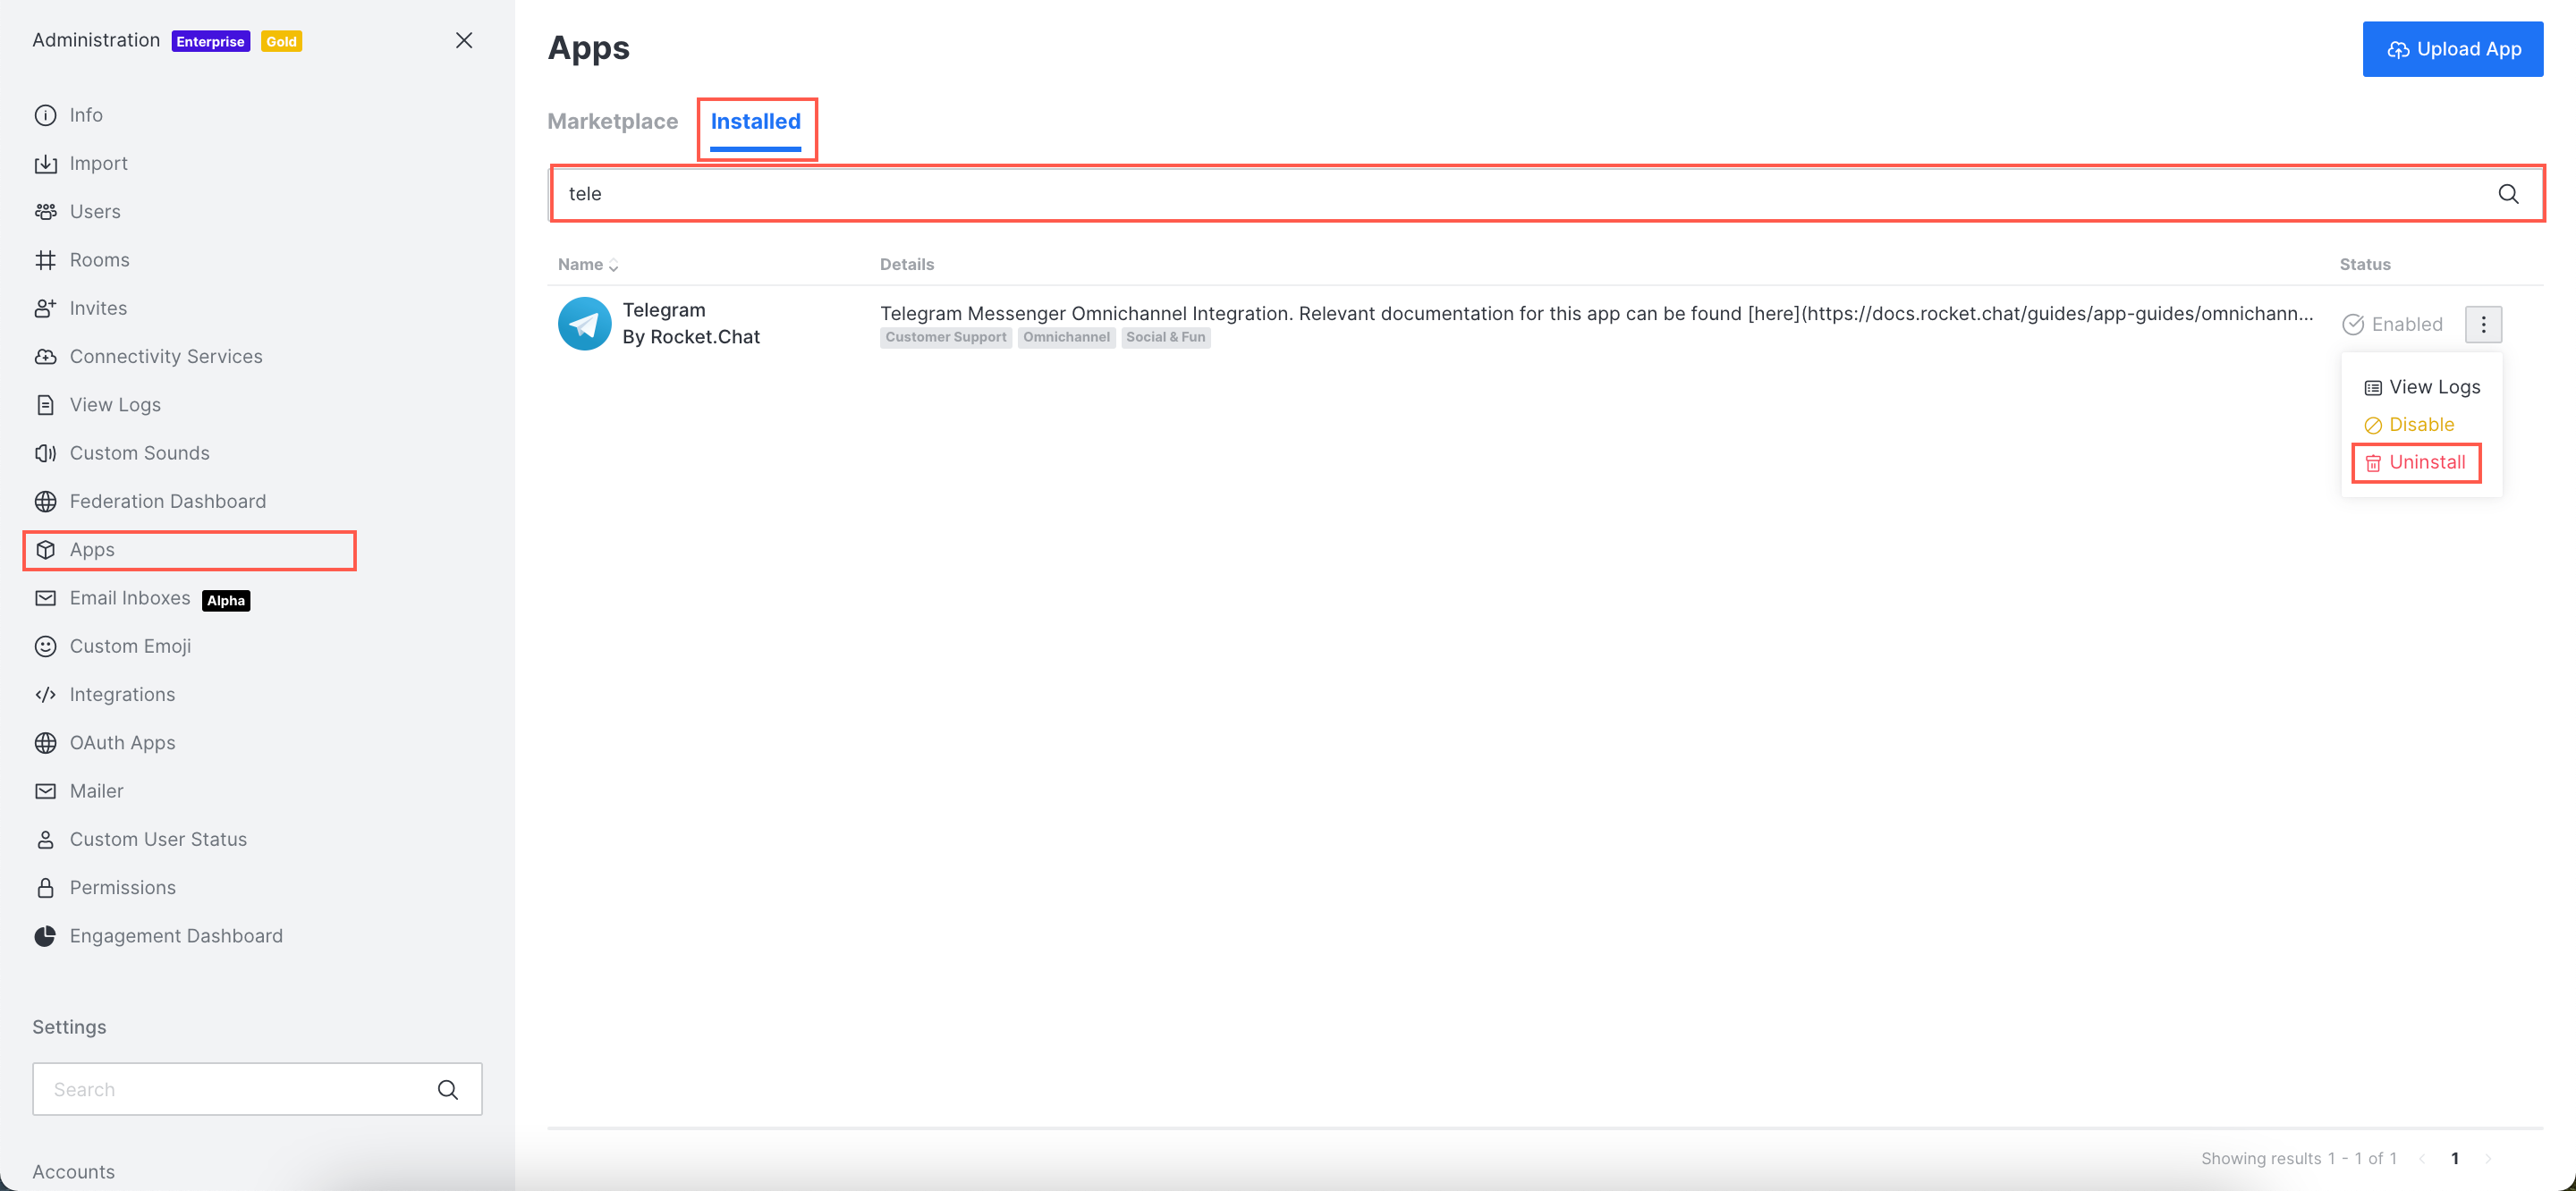 Administration Enterprise Gold
Info
Import
Users
Rooms
Invites
Connectivity Services
View Logs
Custom Sounds
Federation Dashboard
Apps
Email Inboxes Alpha
Custom Emoji
Integrations
OAuth Apps
Mailer
Custom User Status
Permissions
Engagement Dashboard
Settings
Search
Accounts
Apps
Upload App
Marketplace Installed
tele
Name Details Status
Telegram
By Rocket.Chat
Telegram Messenger Omnichannel Integration. Relevant documentation for this app can be found [here](https://docs.rocket.chat/guides/app-guides/omnichann...
Customer Support Omnichannel Social & Fun
Enabled
View Logs
Disable
Uninstall
Showing results 1 - 1 of 1 1